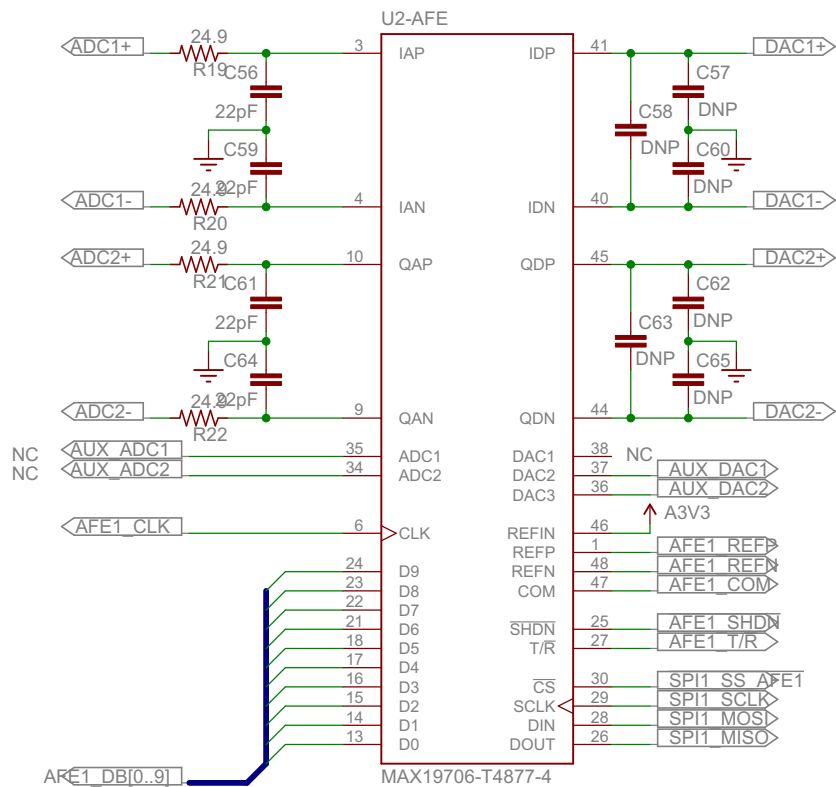 U2-AFE
ADC1+ 24.9 R19 3 IAP IDP 41 DAC1+
C56 22pF C57 DNP
C58 DNP
C59 22pF C60 DNP
ADC1- 24.9 R20 4 IAN IDN 40 DAC1-
ADC2+ 24.9 R21 10 QAP QDP 45 DAC2+
C61 22pF C62 DNP
C63 DNP
C64 22pF C65 DNP
ADC2- 24.9 R22 9 QAN QDN 44 DAC2-
NC AUX_ADC1 35 ADC1 DAC1 38 NC
NC AUX_ADC2 34 ADC2 DAC2 37 AUX_DAC1
DAC3 36 AUX_DAC2
A3V3
AFE1_CLK 6 CLK REFIN 46
REFP 1 AFE1_REFP
24 D9 REFN 48 AFE1_REFN
23 D8 COM 47 AFE1_COM
22 D7
21 D6 SHDN 25 AFE1_SHDN
18 D5 T/R 27 AFE1_T/R
17 D4
16 D3 CS 30 SPI1_SS_AFE1
15 D2 SCLK 29 SPI1_SCLK
14 D1 DIN 28 SPI1_MOSI
13 D0 DOUT 26 SPI1_MISO
AFE1_DB[0..9] MAX19706-T4877-4